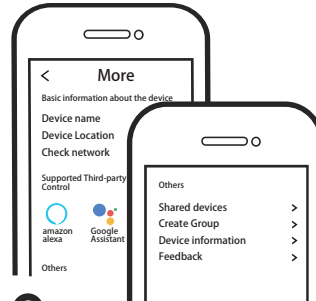 <
More
Basic information about the device
Device name
Device Location
Check network
Supported Third-party
Control
amazon
alexa
Google
Assistant
Others
Others
Shared devices >
Create Group >
Device information >
Feedback >